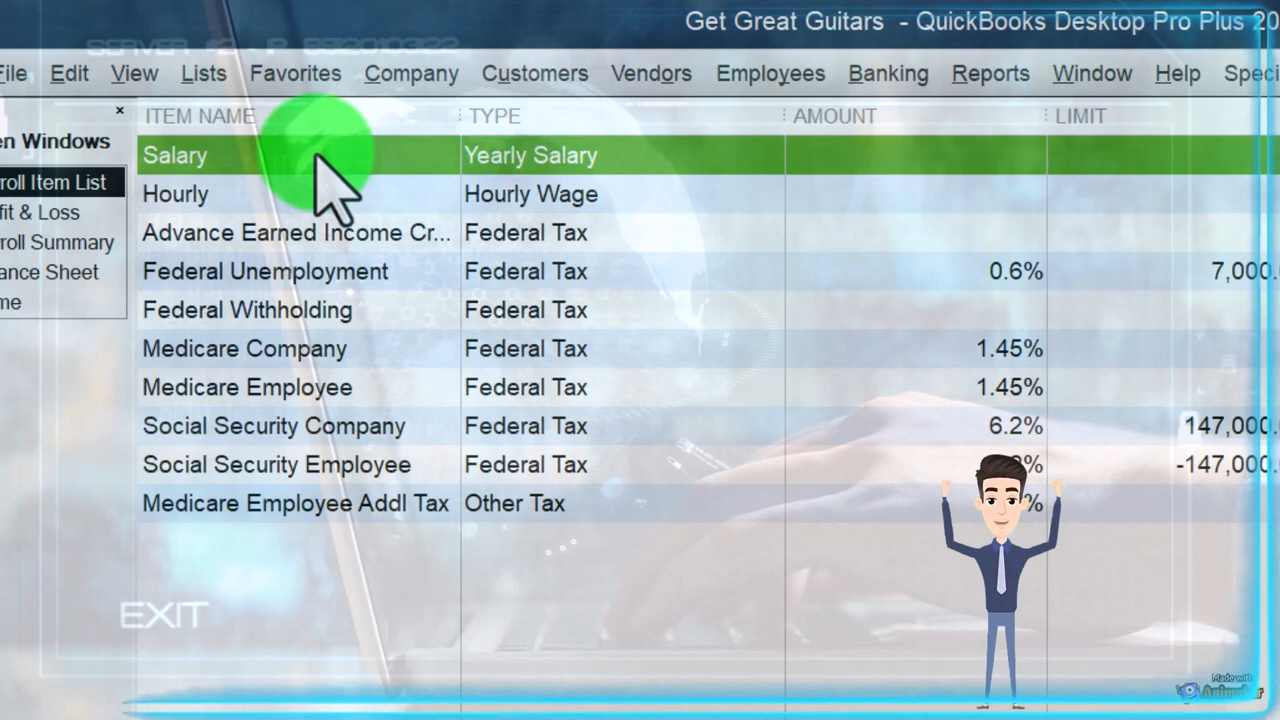 Get Great Guitars - QuickBooks Desktop Pro Plus 20
File Edit View Lists Favorites Company Customers Vendors Employees Banking Reports Window Help Speci
ITEM NAME TYPE AMOUNT LIMIT
en Windows
roll Item List
fit & Loss
roll Summary
ance Sheet
me
Salary Yearly Salary
Hourly Hourly Wage
Advance Earned Income Cr... Federal Tax
Federal Unemployment Federal Tax 0.6% 7,000.
Federal Withholding Federal Tax
Medicare Company Federal Tax 1.45%
Medicare Employee Federal Tax 1.45%
Social Security Company Federal Tax 6.2% 147,000.
Social Security Employee Federal Tax % -147,000.
Medicare Employee Addl Tax Other Tax %
EXIT
Made with
Animaker